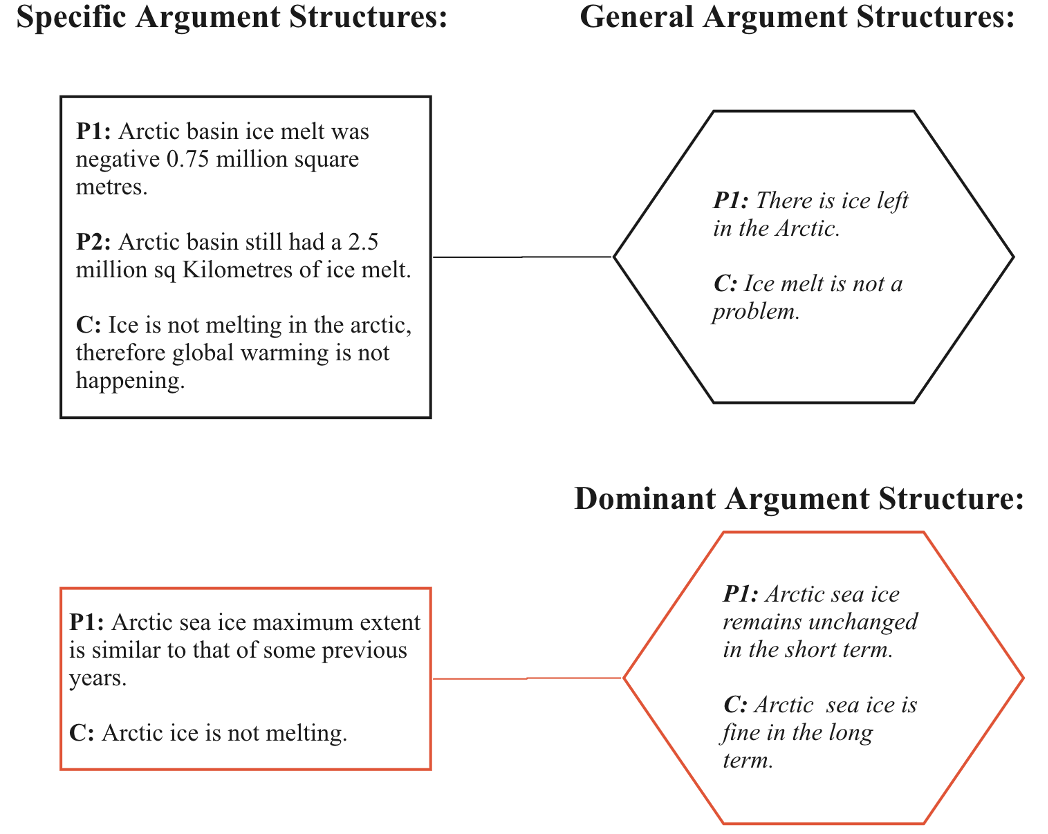 Specific Argument Structures:
General Argument Structures:
P1: Arctic basin ice melt was
negative 0.75 million square
metres.
P2: Arctic basin still had a 2.5
million sq Kilometres of ice melt.
C: Ice is not melting in the arctic,
therefore global warming is not
happening.
P1: There is ice left
in the Arctic.
C: Ice melt is not a
problem.
Dominant Argument Structure:
P1: Arctic sea ice maximum extent
is similar to that of some previous
years.
C: Arctic ice is not melting.
P1: Arctic sea ice
remains unchanged
in the short term.
C: Arctic  sea ice is
fine in the long
term.